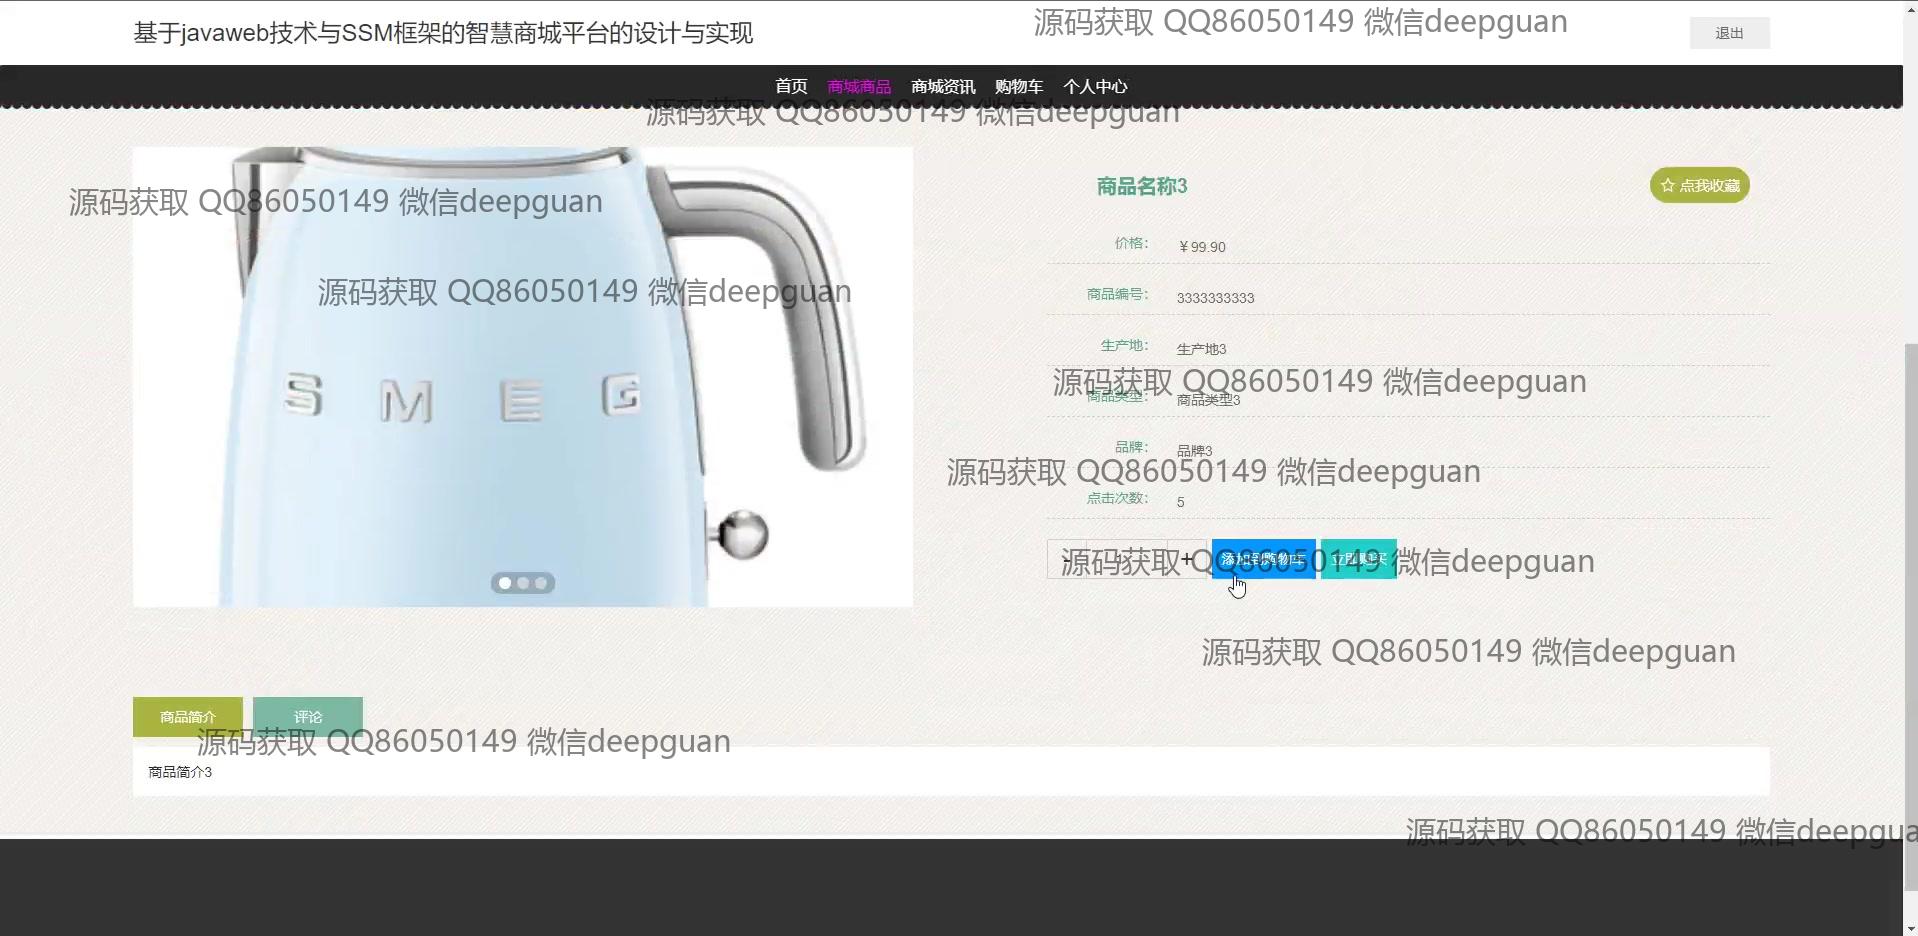 基于javaweb技术与SSM框架的智慧商城平台的设计与实现
源码获取 QQ86050149 微信deepguan
退出
首页 商城商品 商城资讯 购物车 个人中心
源码获取 QQ86050149 微信deepguan
商品名称3
☆ 点我收藏
源码获取 QQ86050149 微信deepguan
价格： ￥99.90
源码获取 QQ86050149 微信deepguan
商品编号： 3333333333
生产地： 生产地3
源码获取 QQ86050149 微信deepguan
商品类型： 商品类型3
SMEG
品牌： 品牌3
源码获取 QQ86050149 微信deepguan
点击次数： 5
+ 添加到购物车 立即购买
源码获取 QQ86050149 微信deepguan
源码获取 QQ86050149 微信deepguan
商品简介 评论
源码获取 QQ86050149 微信deepguan
商品简介3
源码获取 QQ86050149 微信deepgua